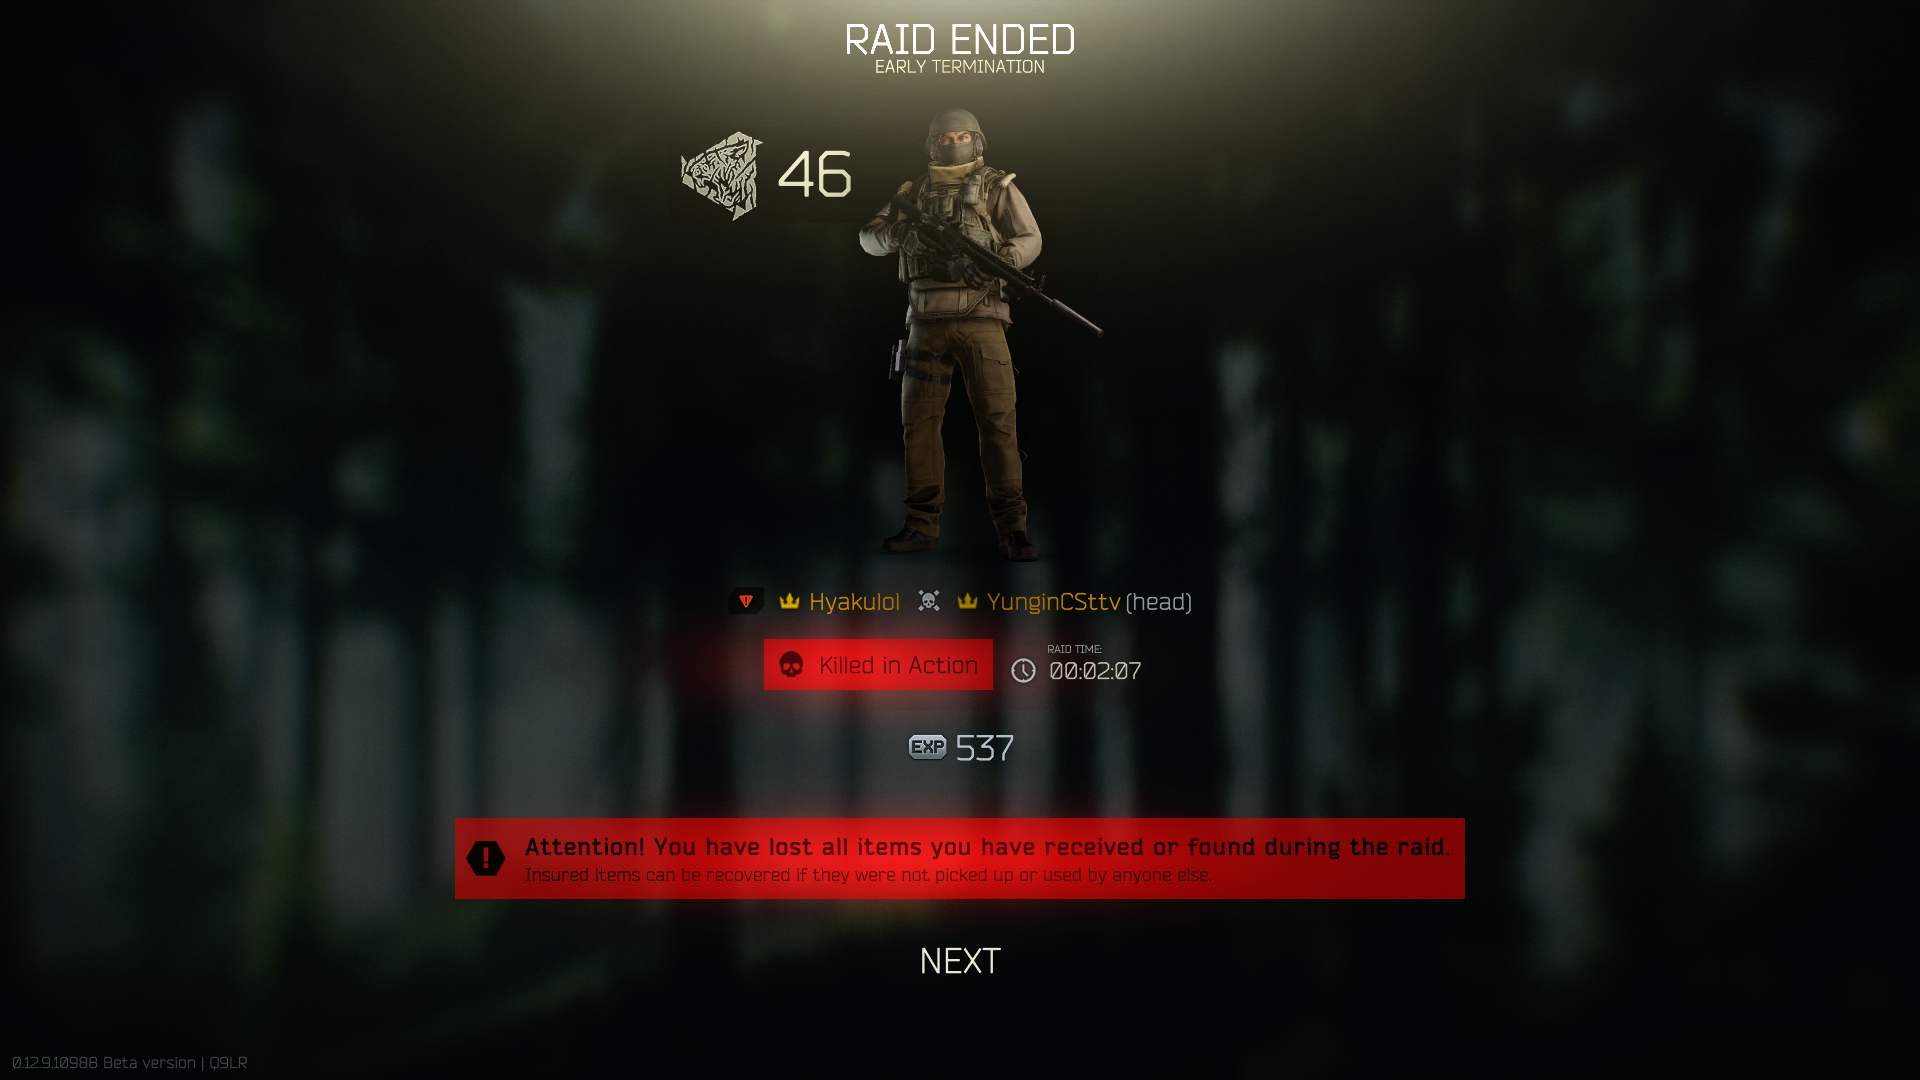 RAID ENDED
EARLY TERMINATION
46
Hyakulol YunginCSttv (head)
Killed in Action
RAID TIME:
00:02:07
EXP 537
Attention! You have lost all items you have received or found during the raid.
Insured items can be recovered if they were not picked up or used by anyone else.
NEXT
0.12.9.10988 Beta version | Q9LR